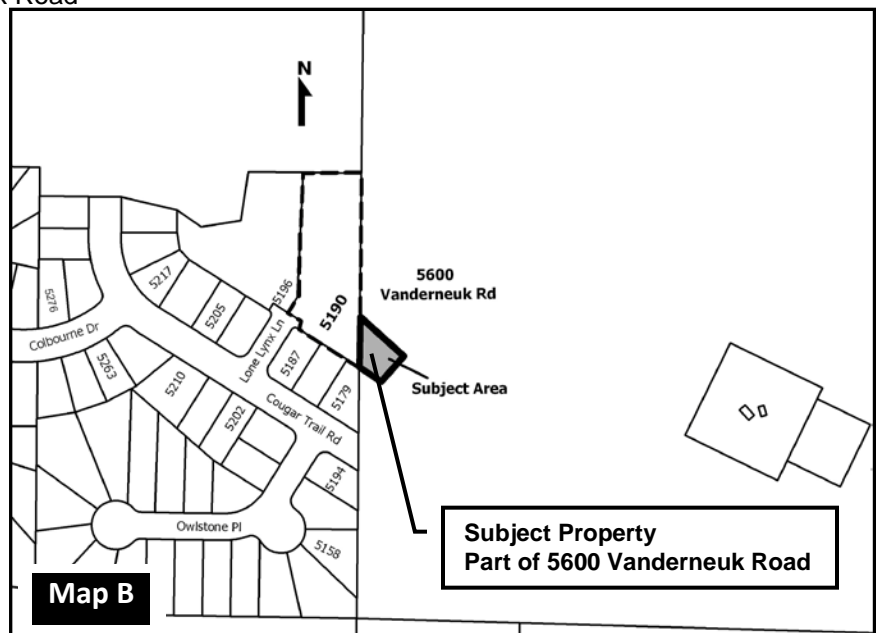 Road
N
5600
Vanderneuk Rd
5217
5205
5196
5190
5276
Colbourne Dr
5263
5210
5202
Lone Lynx Ln
5187
5179
Subject Area
Cougar Trail Rd
5194
Owlstone Pl
5158
Subject Property
Part of 5600 Vanderneuk Road
Map B